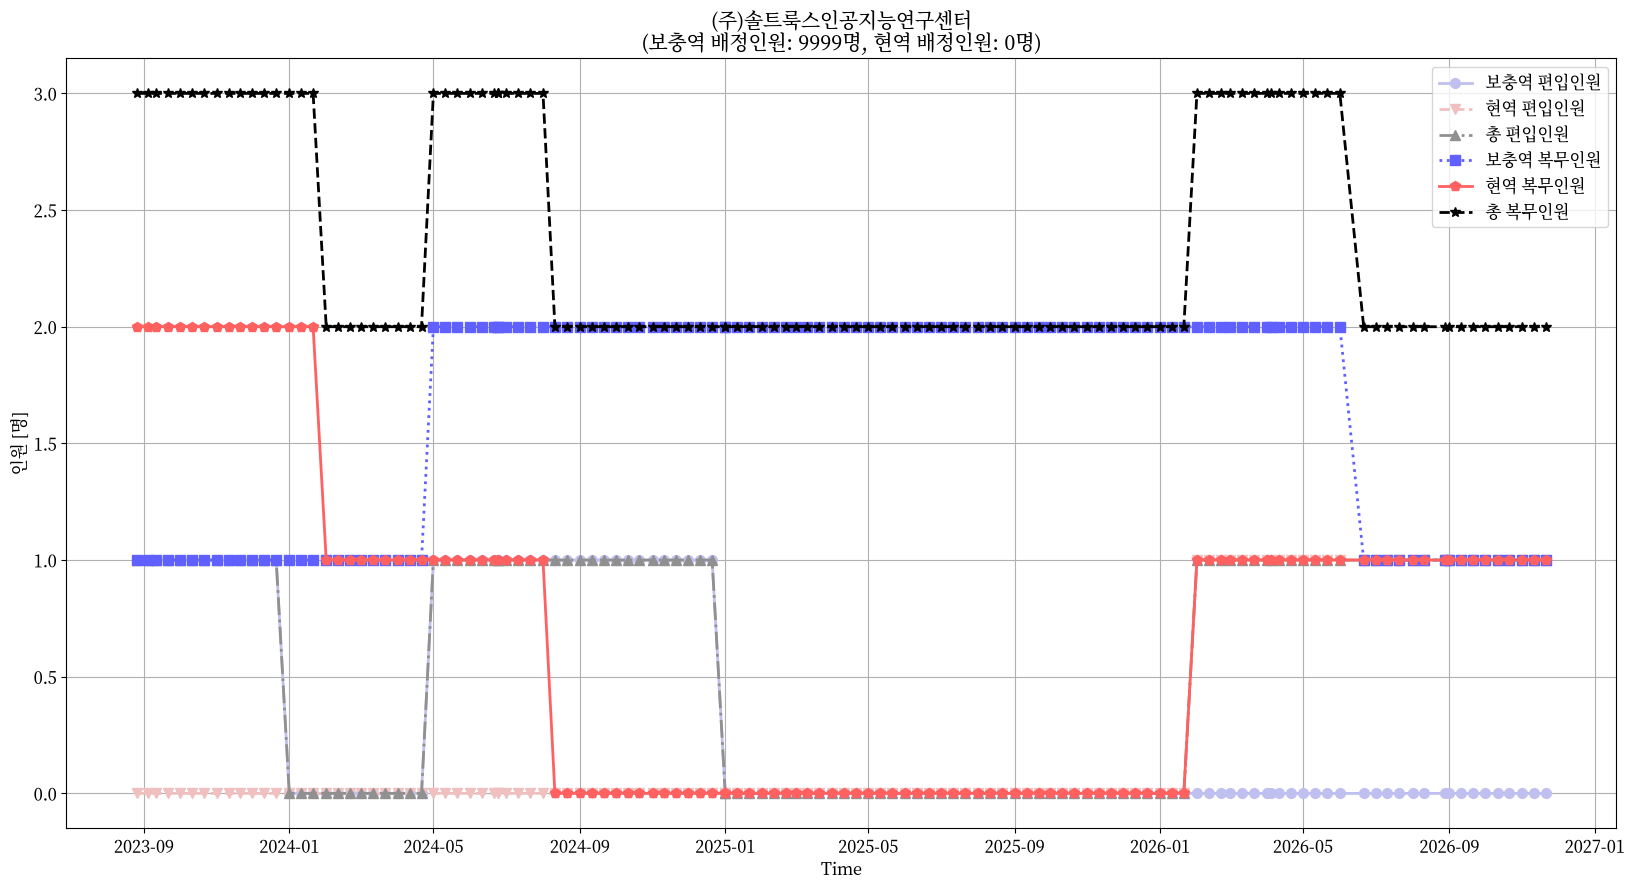 (주)솔트룩스인공지능연구센터
(보충역 배정인원: 9999명, 현역 배정인원: 0명)
보충역 편입인원
현역 편입인원
총 편입인원
보충역 복무인원
현역 복무인원
총 복무인원
인원 [명]
3.0
2.5
2.0
1.5
1.0
0.5
0.0
2023-09 2024-01 2024-05 2024-09 2025-01 2025-05 2025-09 2026-01 2026-05 2026-09 2027-01
Time